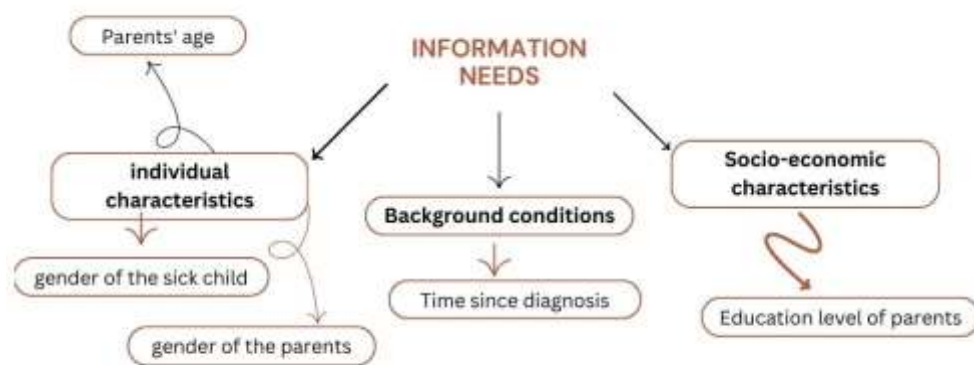 Parents' age
INFORMATION
NEEDS
individual
characteristics
Background conditions
Socio-economic
characteristics
gender of the sick child
Time since diagnosis
Education level of parents
gender of the parents